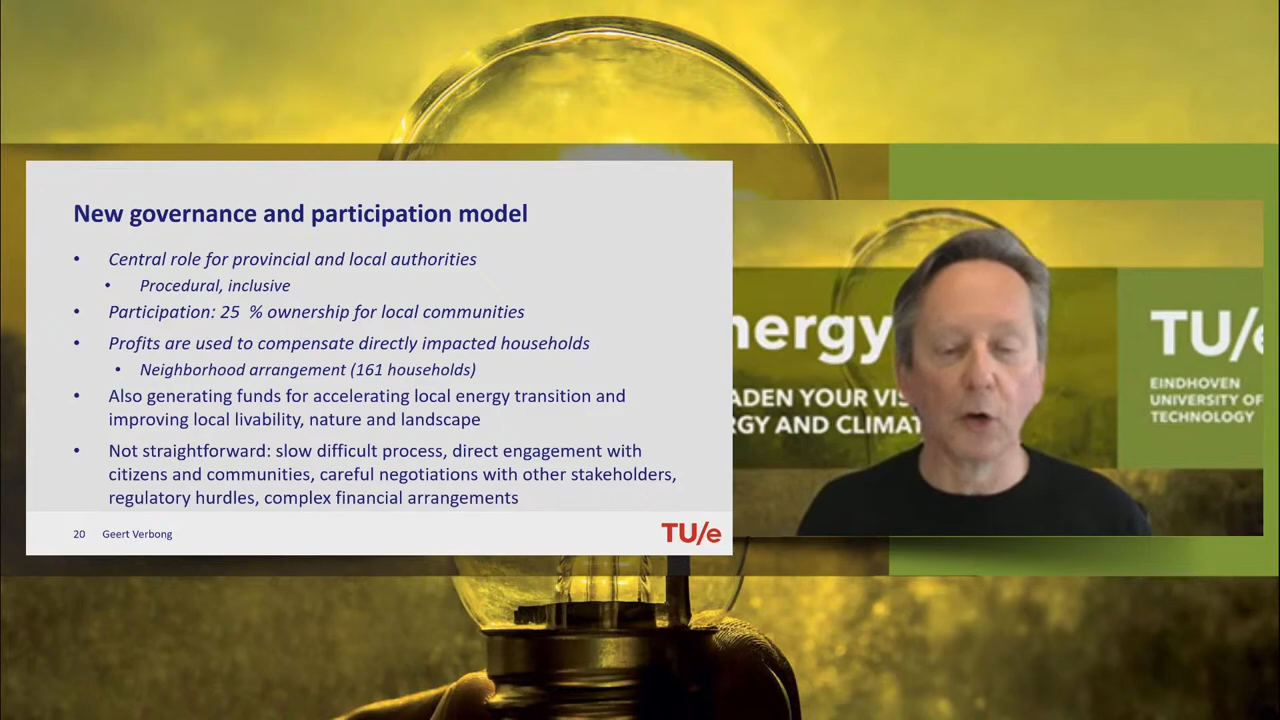 New governance and participation model
• Central role for provincial and local authorities
• Procedural, inclusive
• Participation: 25 % ownership for local communities
• Profits are used to compensate directly impacted households
• Neighborhood arrangement (161 households)
• Also generating funds for accelerating local energy transition and
improving local livability, nature and landscape
• Not straightforward: slow difficult process, direct engagement with
citizens and communities, careful negotiations with other stakeholders,
regulatory hurdles, complex financial arrangements
20 Geert Verbong
TU/e
nergy
ADEN YOUR VIS
RGY AND CLIMAT
TU/e
EINDHOVEN
UNIVERSITY OF
TECHNOLOGY